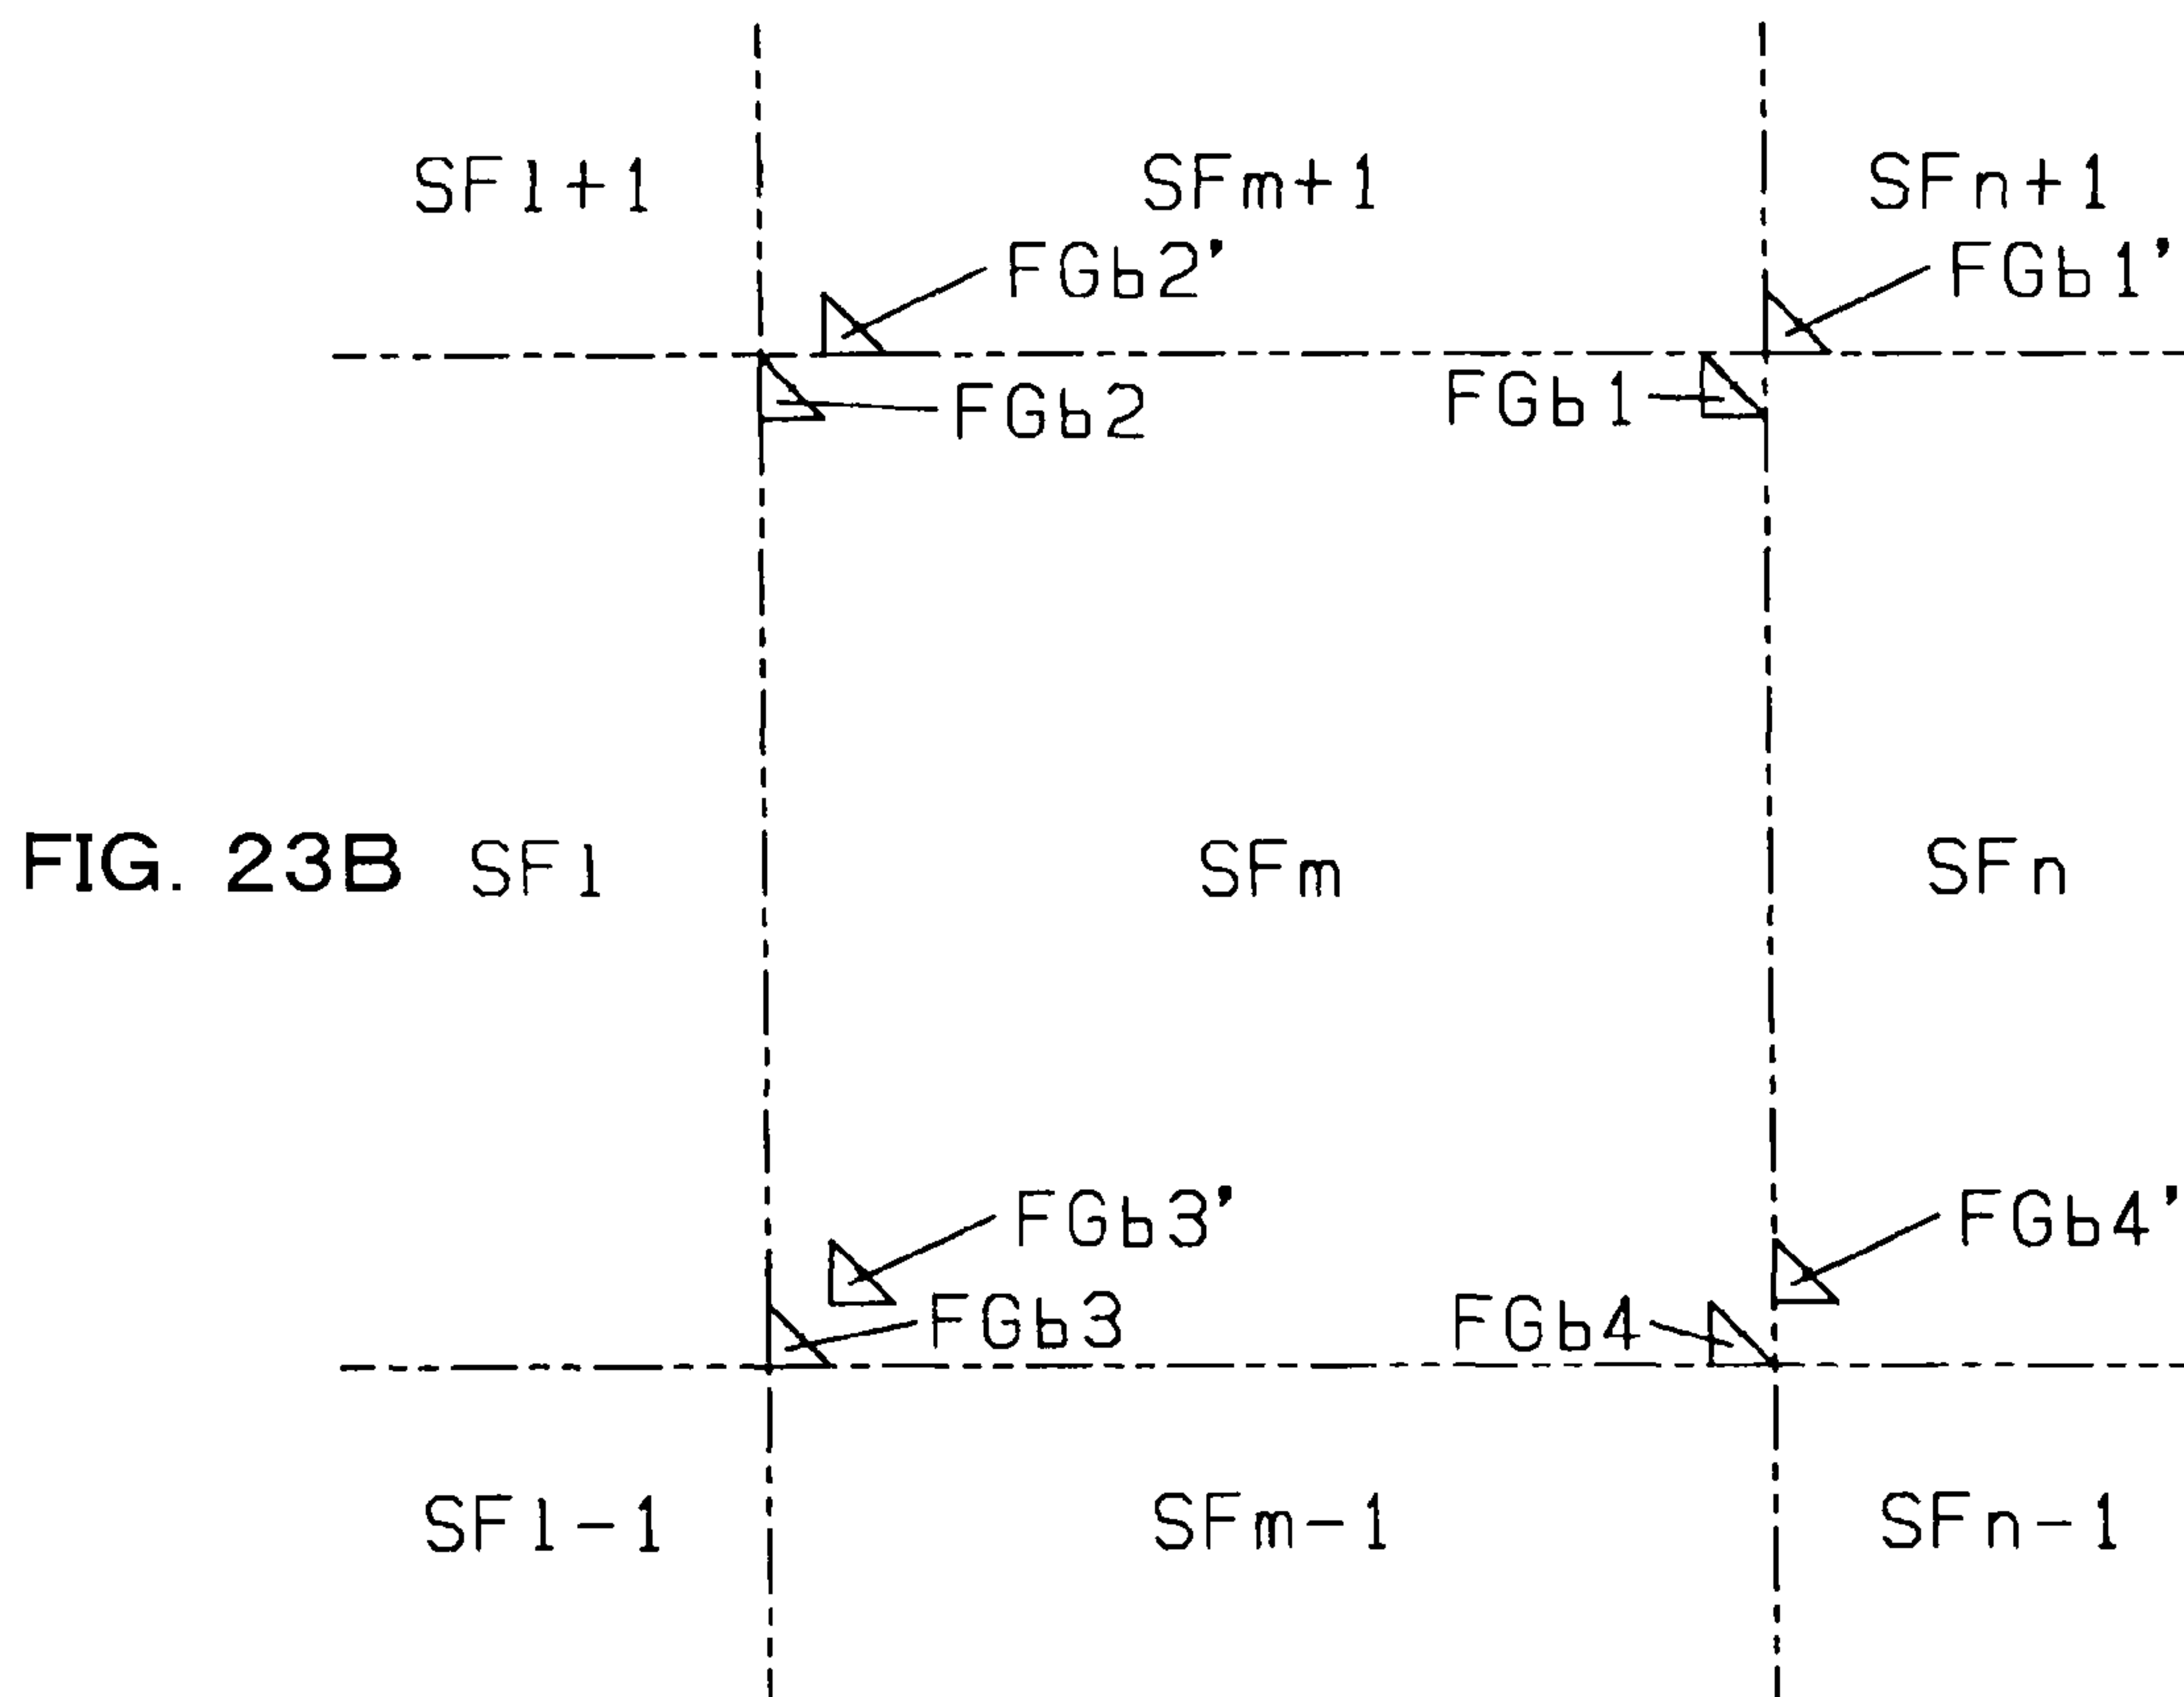 SFl+1
SFm+1
SFn+1
FGb2'
FGb1'
FGb2
FGb1
FIG. 23B
SFl
SFm
SFn
FGb3'
FGb4'
FGb3
FGb4
SFl-1
SFm-1
SFn-1